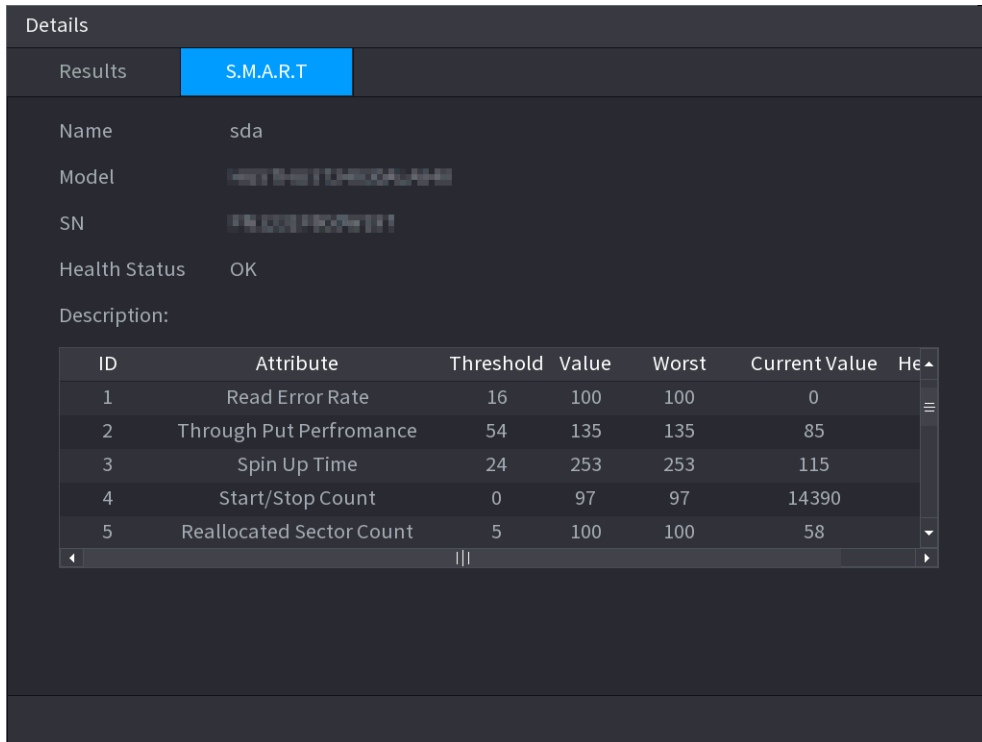 Details
Results S.M.A.R.T
Name sda
Model
SN
Health Status OK
Description:
ID Attribute Threshold Value Worst Current Value He
1 Read Error Rate 16 100 100 0
2 Through Put Perfromance 54 135 135 85
3 Spin Up Time 24 253 253 115
4 Start/Stop Count 0 97 97 14390
5 Reallocated Sector Count 5 100 100 58